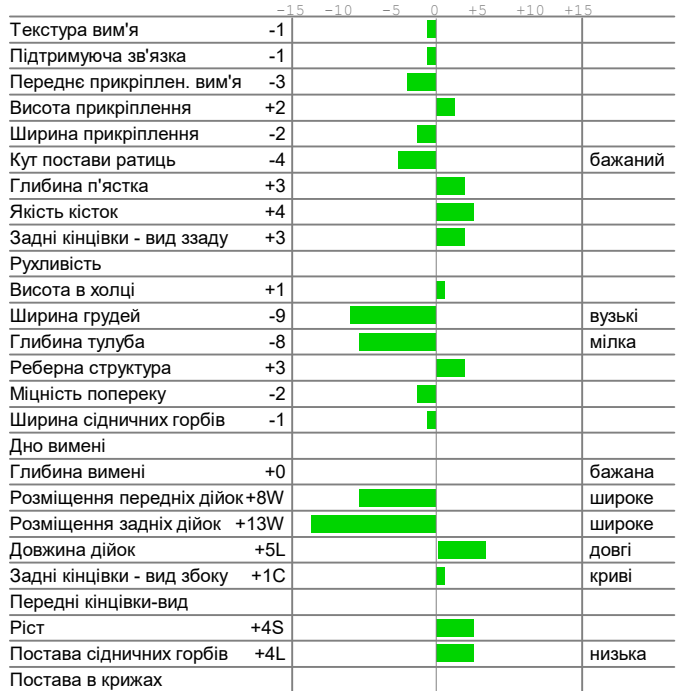 -15 -10 -5 0 +5 +10 +15
Текстура вим'я -1
Підтримуюча зв'язка -1
Переднє прикріплен. вим'я -3
Висота прикріплення +2
Ширина прикріплення -2
Кут постави ратиць -4 бажаний
Глибина п'ястка +3
Якість кісток +4
Задні кінцівки - вид ззаду +3
Рухливість
Висота в холці +1
Ширина грудей -9 вузькі
Глибина тулуба -8 мілка
Реберна структура +3
Міцність попереку -2
Ширина сідничних горбів -1
Дно вимені
Глибина вимені +0 бажана
Розміщення передніх дійок +8W широке
Розміщення задніх дійок +13W широке
Довжина дійок +5L довгі
Задні кінцівки - вид збоку +1C криві
Передні кінцівки-вид
Ріст +4S
Постава сідничних горбів +4L низька
Постава в крижах